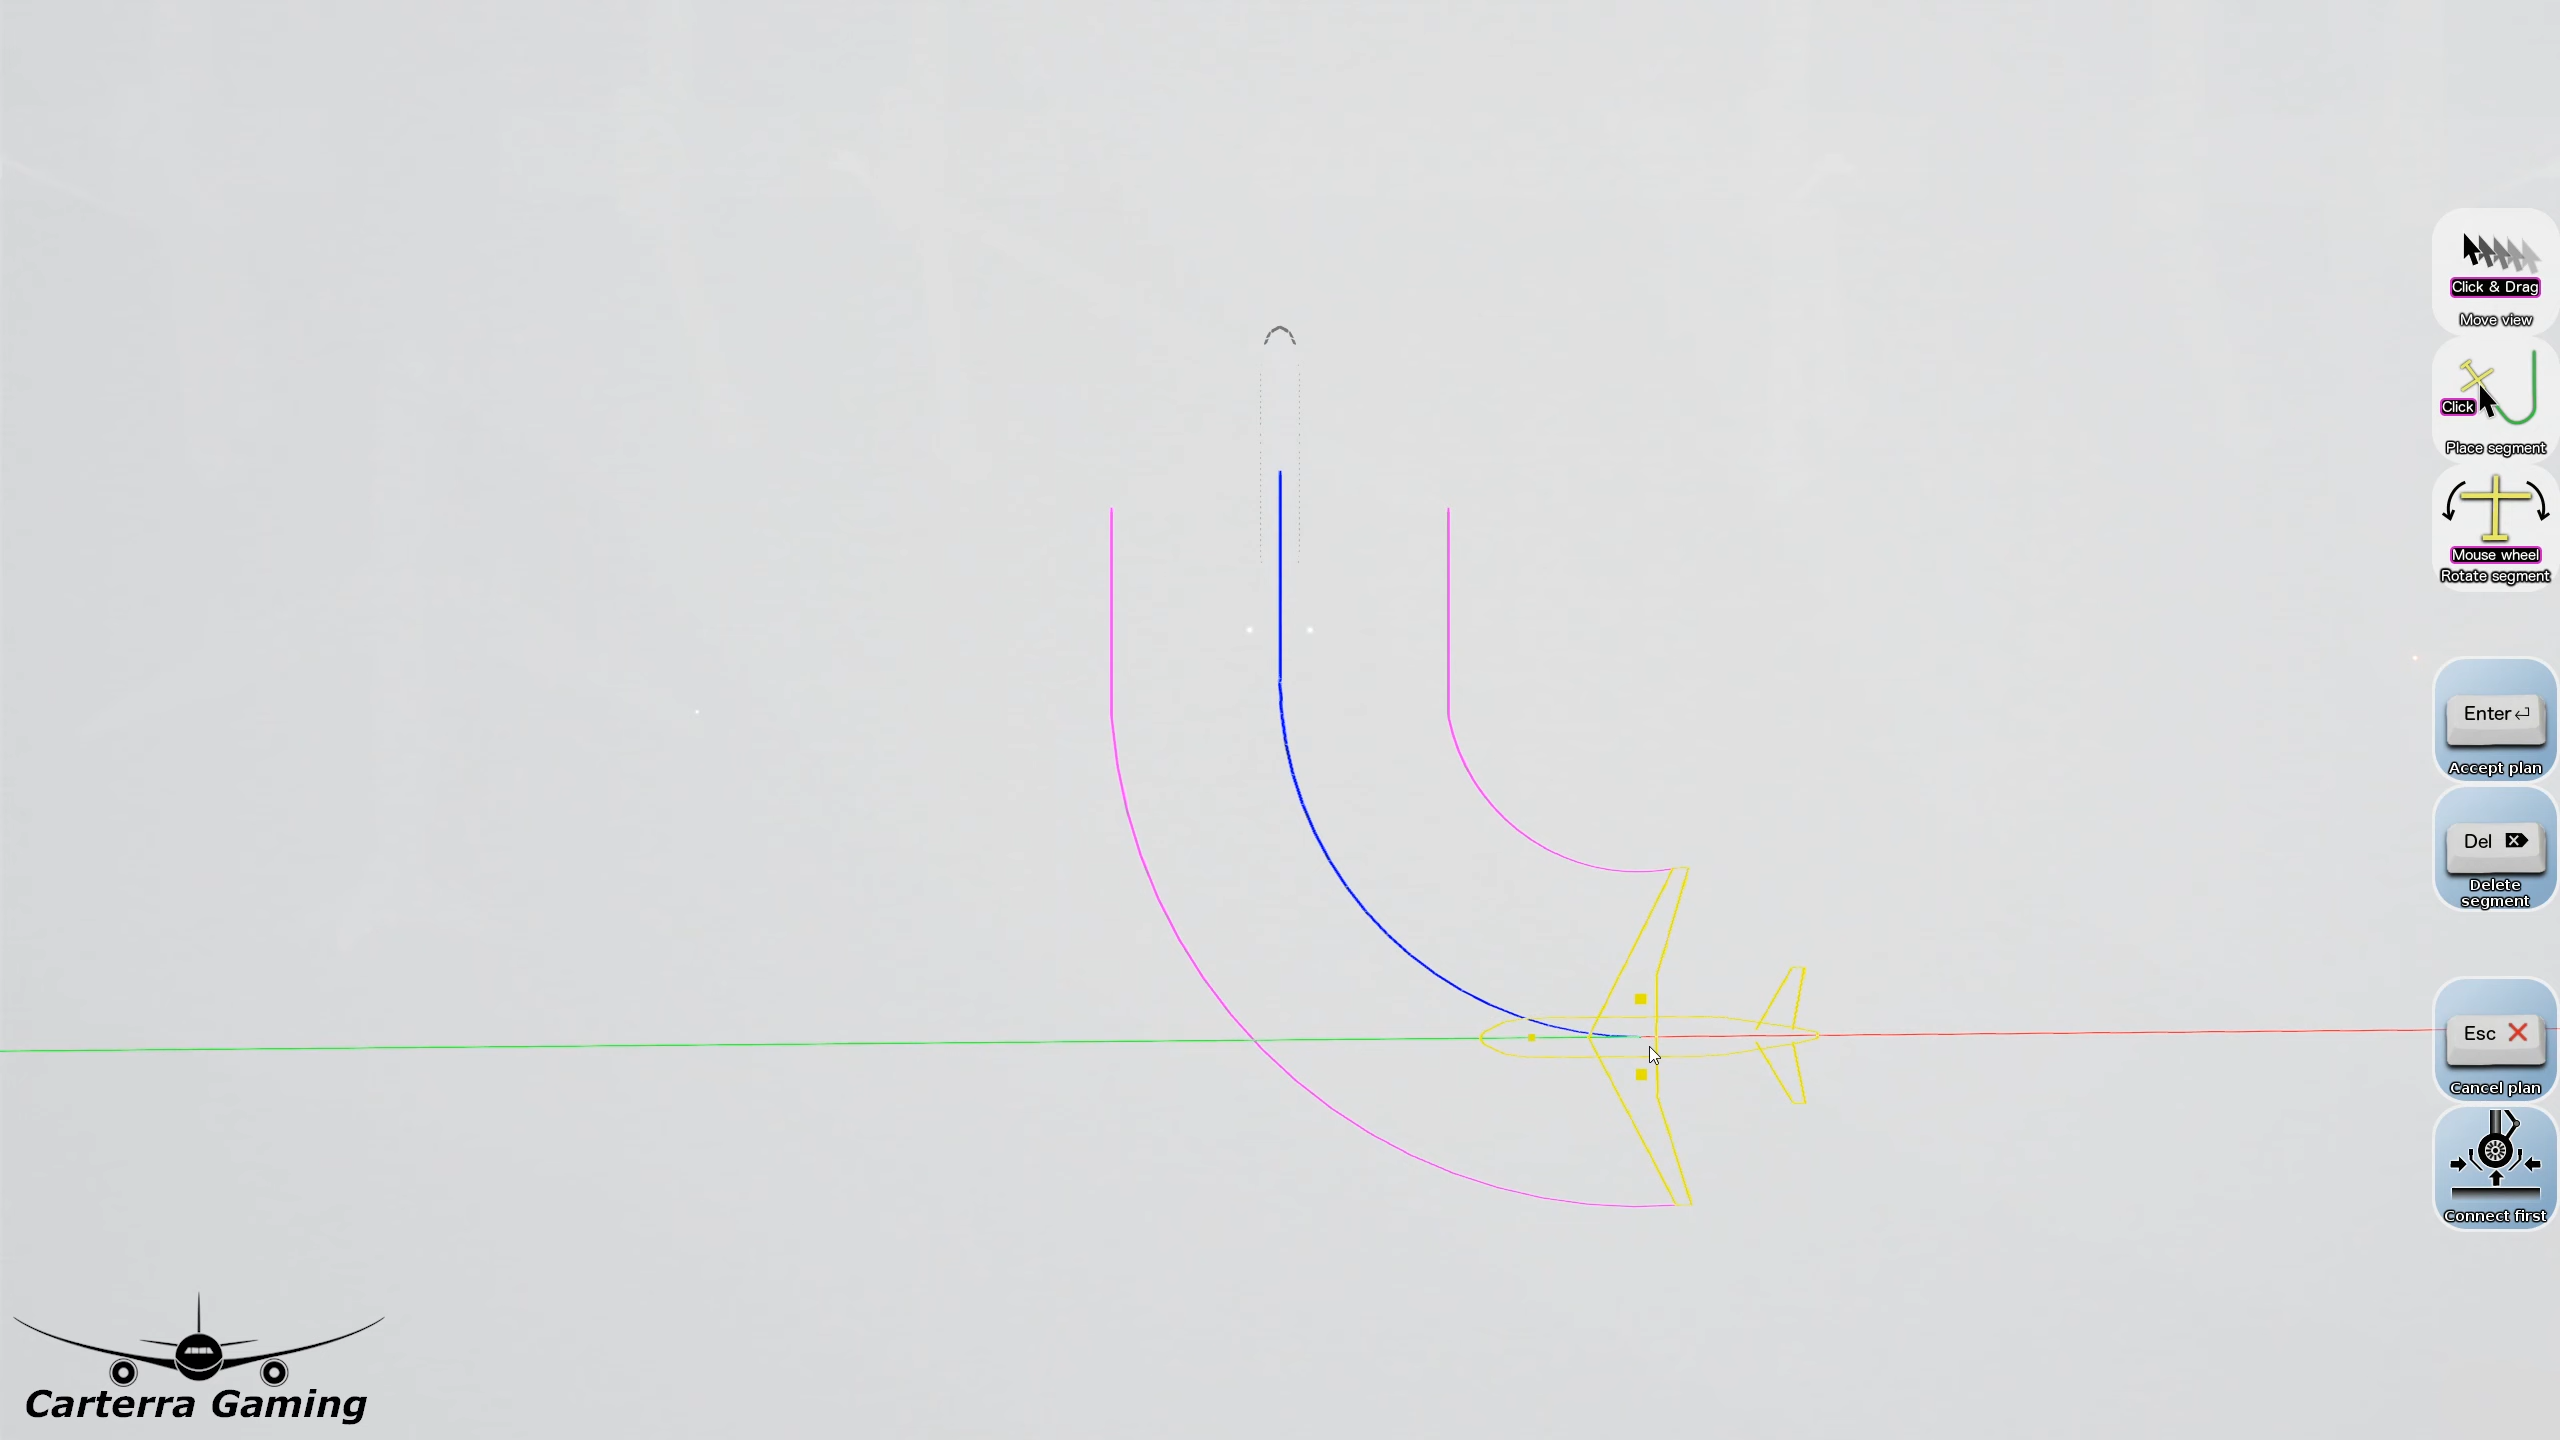 Click & Drag
Move view
Click
Place segment
Mouse wheel
Rotate segment
Enter
Accept plan
Del
Delete
segment
Esc
Cancel plan
Connect first
Carterra Gaming